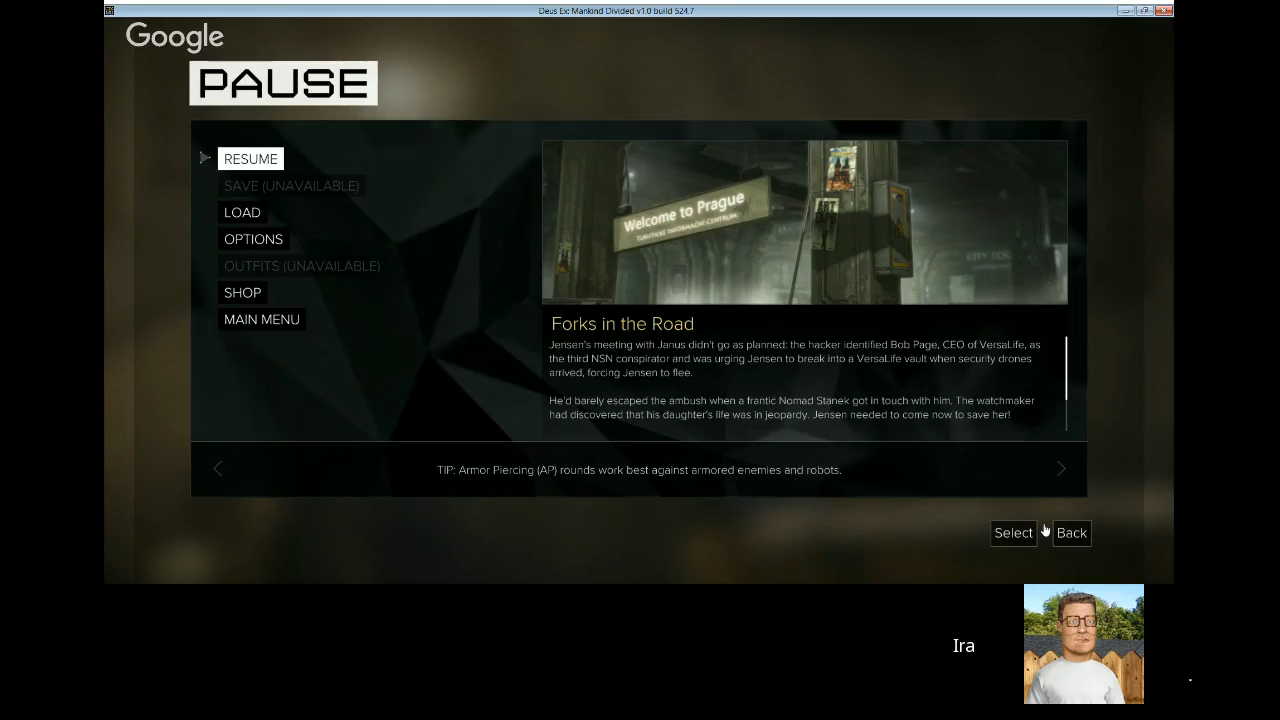 Deus Ex: Mankind Divided v1.0 build 524.7
Google
PAUSE
RESUME
SAVE (UNAVAILABLE)
LOAD
OPTIONS
OUTFITS (UNAVAILABLE)
SHOP
MAIN MENU
Welcome to Prague
TURISTICKÉ INFORMAČNÍ CENTRUM
CITY TOU
Forks in the Road
Jensen's meeting with Janus didn't go as planned: the hacker identified Bob Page, CEO of VersaLife, as
the third NSN conspirator and was urging Jensen to break into a VersaLife vault when security drones
arrived, forcing Jensen to flee.
He'd barely escaped the ambush when a frantic Nomad Stanek got in touch with him. The watchmaker
had discovered that his daughter's life was in jeopardy. Jensen needed to come now to save her!
TIP: Armor Piercing (AP) rounds work best against armored enemies and robots.
Select
Back
Ira